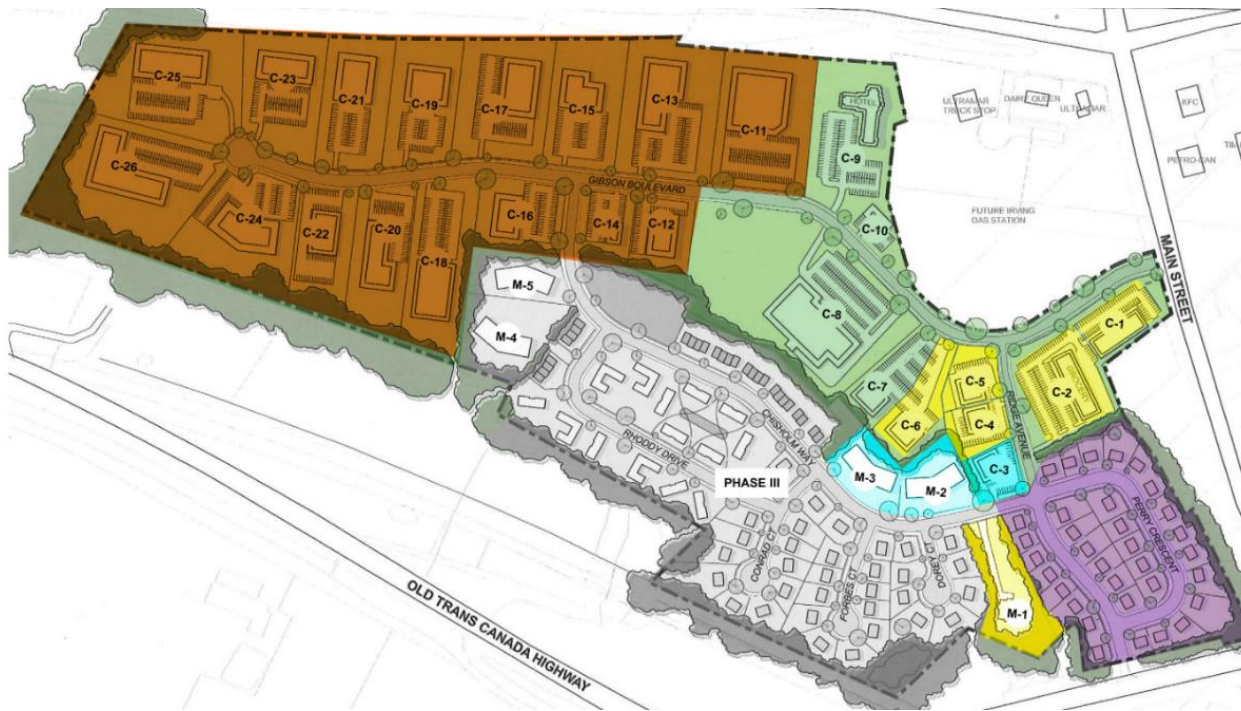 C-25
C-23
C-21
C-19
C-17
C-15
C-13
C-11
HOTEL
C-9
C-10
ULTRAMAR
TRUCK STOP
DAIRY QUEEN
ULTRAMAR
KFC
PETRO-CAN
MAIN STREET
FUTURE IRVING
GAS STATION
C-26
C-24
C-22
C-20
C-18
C-16
C-14
C-12
GIBSON BOULEVARD
M-5
M-4
C-8
C-7
C-6
C-5
C-4
C-1
C-2
GROCERY
RIDGE AVENUE
C-3
M-3
M-2
M-1
CHISHOLM WAY
RHODDY DRIVE
PHASE III
CONRAD CT
FORBES CT
DOREY CT
PERRY CRESCENT
OLD TRANS CANADA HIGHWAY